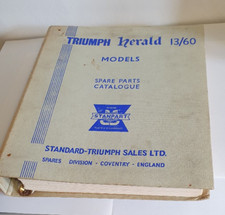 TRIUMPH Herald 13/60
MODELS
SPARE PARTS
CATALOGUE
STANPART
STANDARD-TRIUMPH SALES LTD.
SPARES DIVISION - COVENTRY - ENGLAND